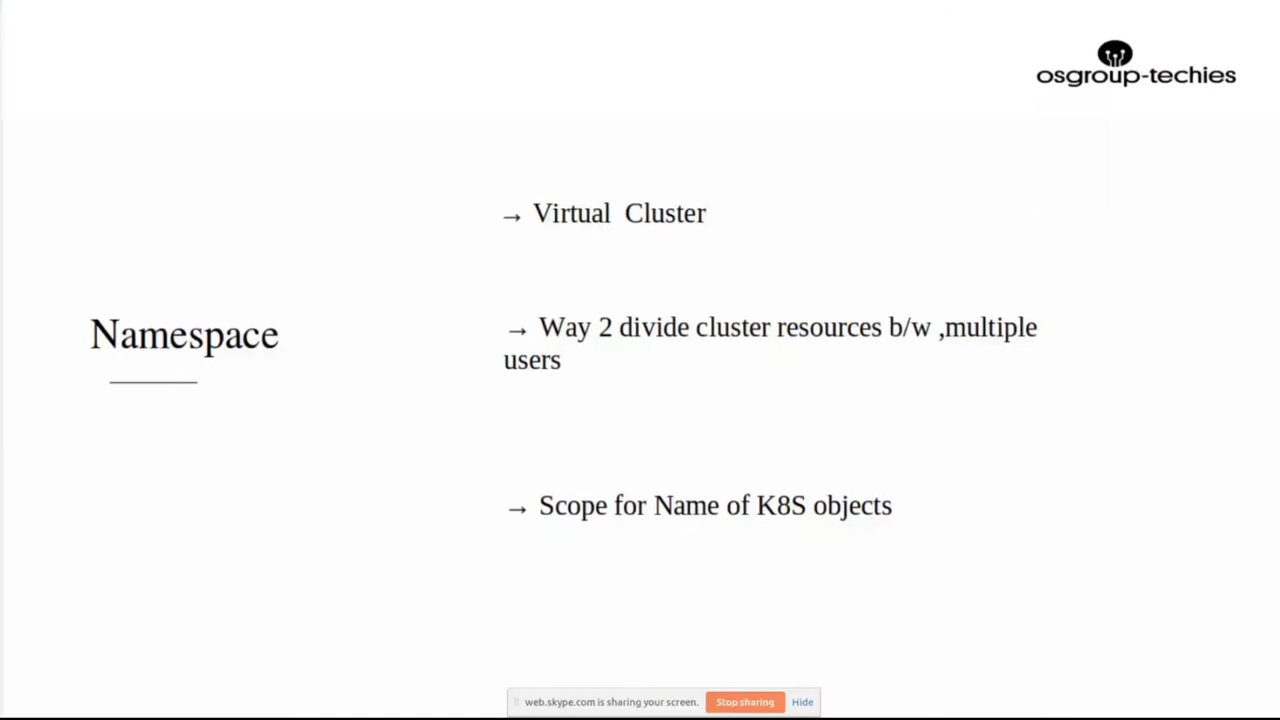 osgroup-techies
→ Virtual Cluster
Namespace
→ Way 2 divide cluster resources b/w ,multiple
users
→ Scope for Name of K8S objects
web.skype.com is sharing your screen. Stop sharing Hide